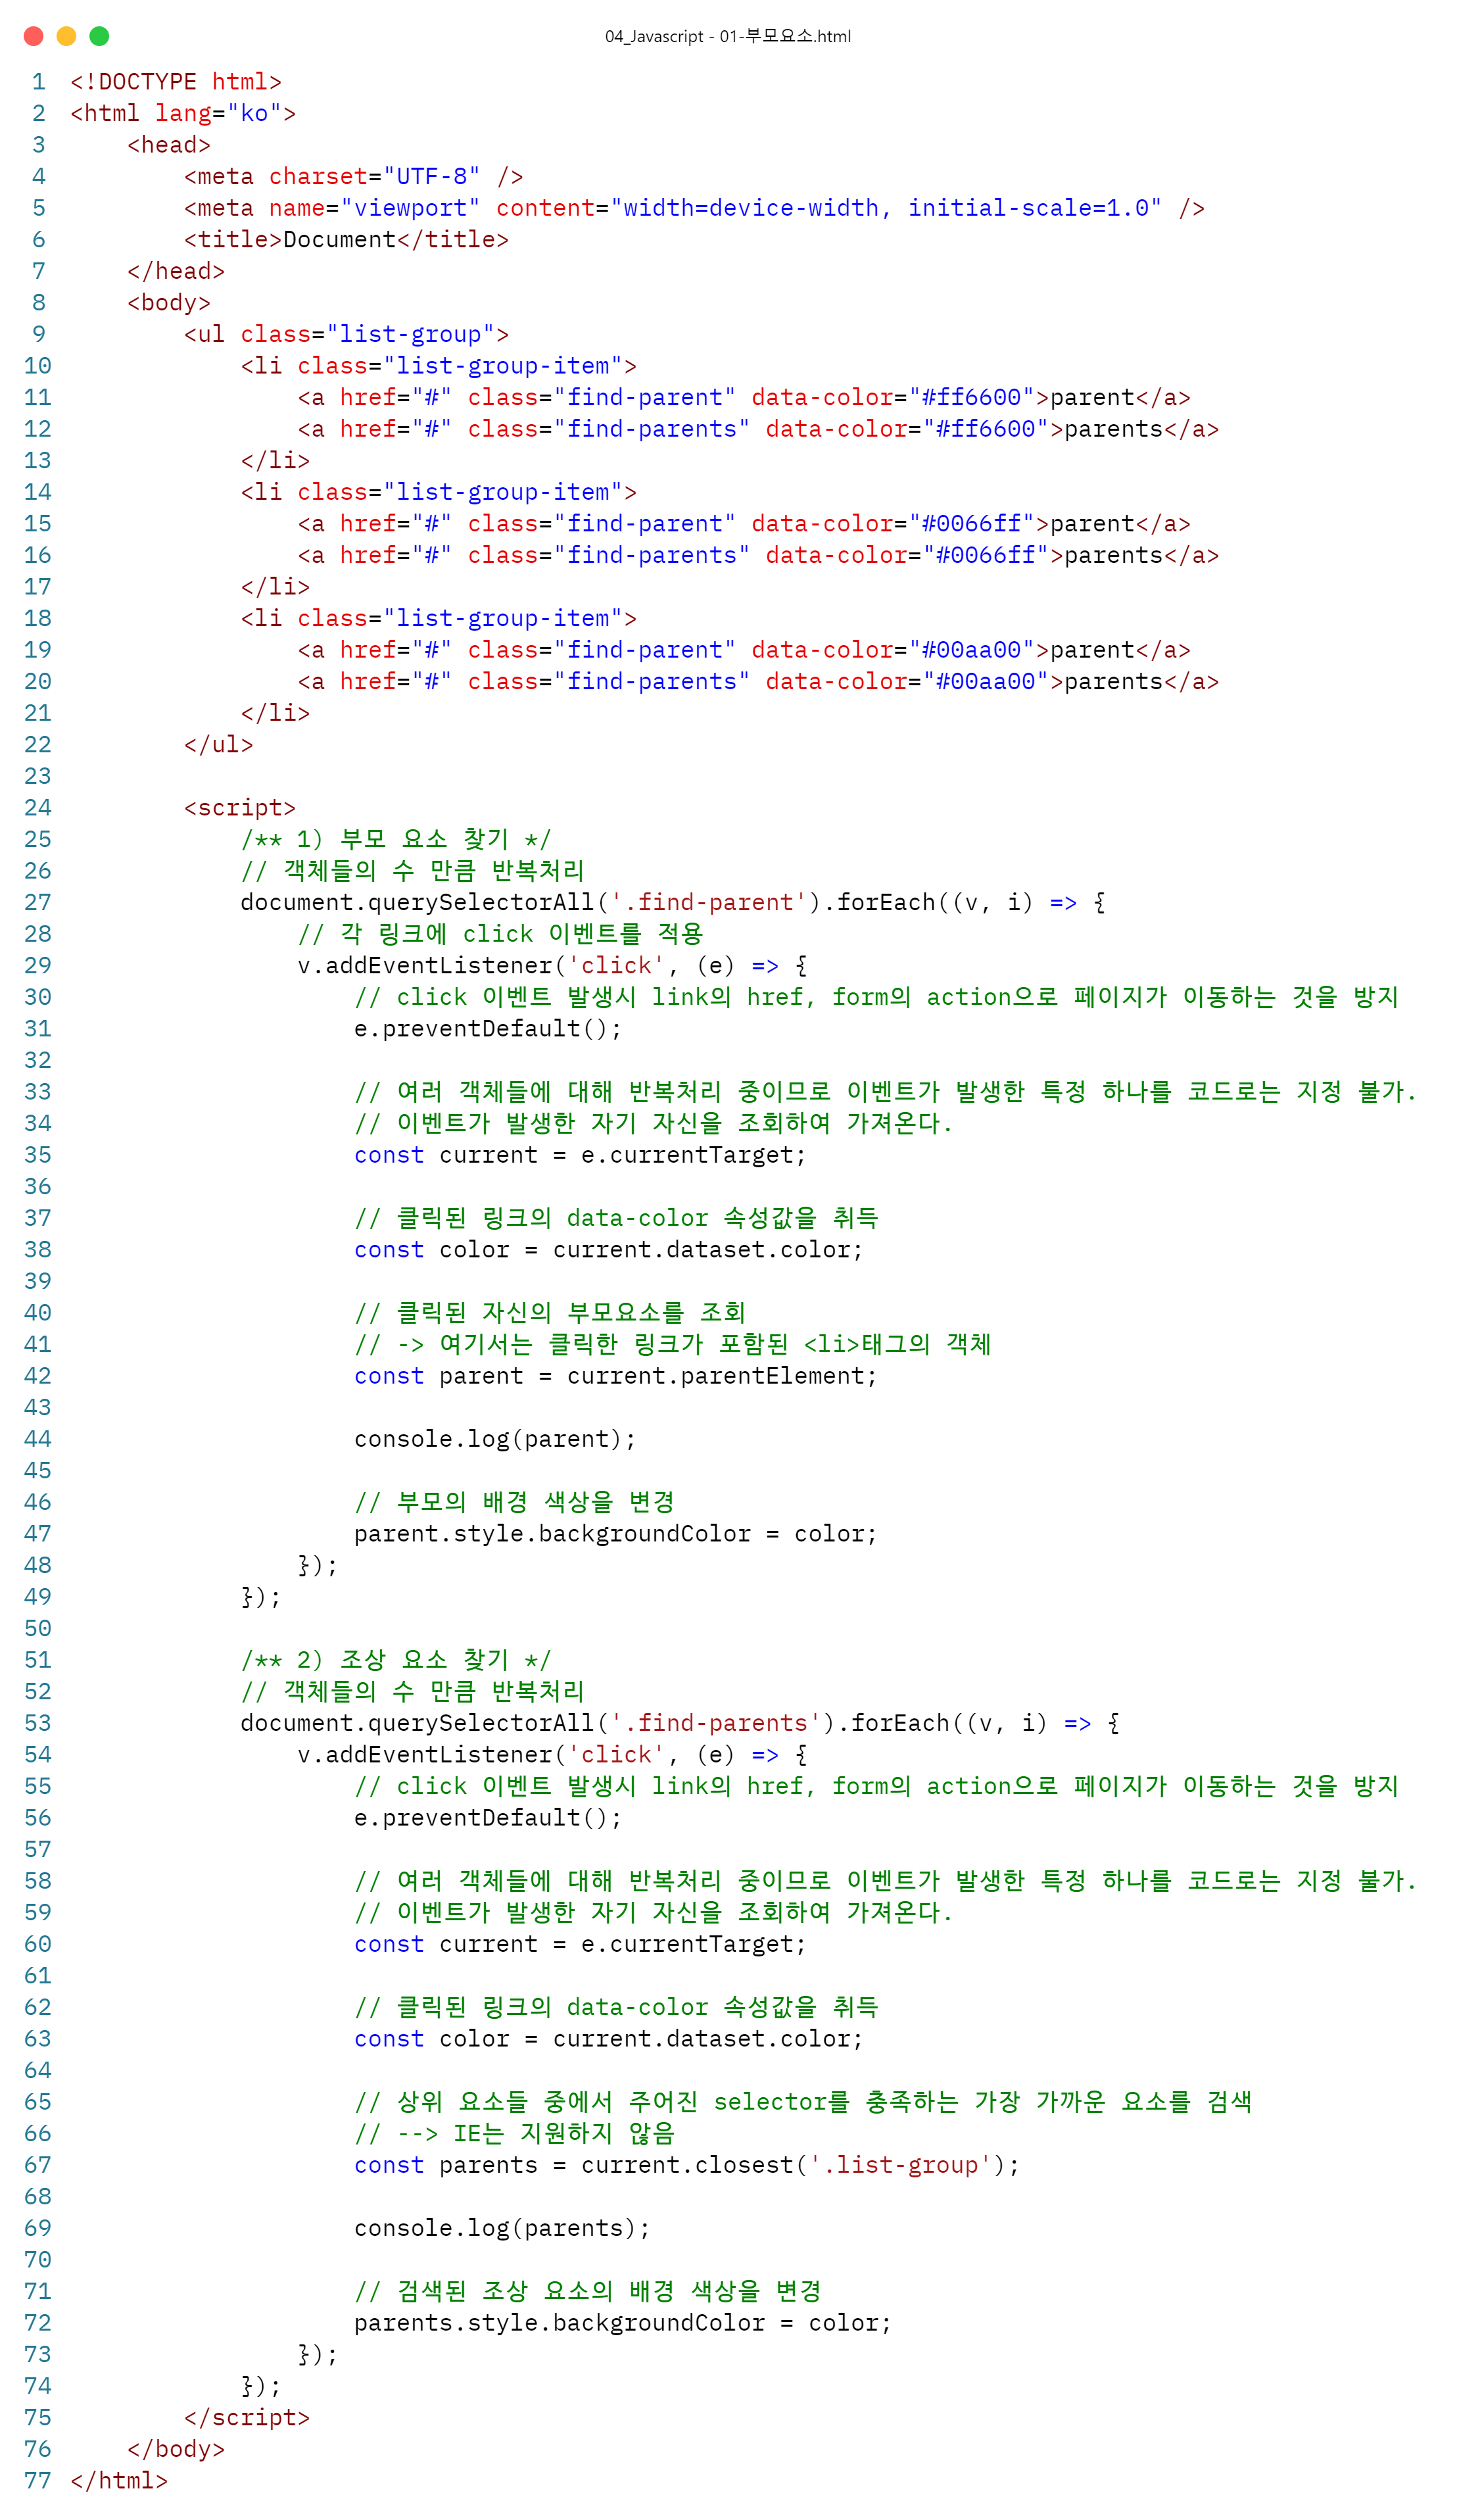 04_Javascript - 01-부모요소.html
1 <!DOCTYPE html>
2 <html lang="ko">
3     <head>
4         <meta charset="UTF-8" />
5         <meta name="viewport" content="width=device-width, initial-scale=1.0" />
6         <title>Document</title>
7     </head>
8     <body>
9         <ul class="list-group">
10             <li class="list-group-item">
11                 <a href="#" class="find-parent" data-color="#ff6600">parent</a>
12                 <a href="#" class="find-parents" data-color="#ff6600">parents</a>
13             </li>
14             <li class="list-group-item">
15                 <a href="#" class="find-parent" data-color="#0066ff">parent</a>
16                 <a href="#" class="find-parents" data-color="#0066ff">parents</a>
17             </li>
18             <li class="list-group-item">
19                 <a href="#" class="find-parent" data-color="#00aa00">parent</a>
20                 <a href="#" class="find-parents" data-color="#00aa00">parents</a>
21             </li>
22         </ul>
23
24         <script>
25             /** 1) 부모 요소 찾기 */
26             // 객체들의 수 만큼 반복처리
27             document.querySelectorAll('.find-parent').forEach((v, i) => {
28                 // 각 링크에 click 이벤트를 적용
29                 v.addEventListener('click', (e) => {
30                     // click 이벤트 발생시 link의 href, form의 action으로 페이지가 이동하는 것을 방지
31                     e.preventDefault();
32
33                     // 여러 객체들에 대해 반복처리 중이므로 이벤트가 발생한 특정 하나를 코드로는 지정 불가.
34                     // 이벤트가 발생한 자기 자신을 조회하여 가져온다.
35                     const current = e.currentTarget;
36
37                     // 클릭된 링크의 data-color 속성값을 취득
38                     const color = current.dataset.color;
39
40                     // 클릭된 자신의 부모요소를 조회
41                     // -> 여기서는 클릭한 링크가 포함된 <li>태그의 객체
42                     const parent = current.parentElement;
43
44                     console.log(parent);
45
46                     // 부모의 배경 색상을 변경
47                     parent.style.backgroundColor = color;
48                 });
49             });
50
51             /** 2) 조상 요소 찾기 */
52             // 객체들의 수 만큼 반복처리
53             document.querySelectorAll('.find-parents').forEach((v, i) => {
54                 v.addEventListener('click', (e) => {
55                     // click 이벤트 발생시 link의 href, form의 action으로 페이지가 이동하는 것을 방지
56                     e.preventDefault();
57
58                     // 여러 객체들에 대해 반복처리 중이므로 이벤트가 발생한 특정 하나를 코드로는 지정 불가.
59                     // 이벤트가 발생한 자기 자신을 조회하여 가져온다.
60                     const current = e.currentTarget;
61
62                     // 클릭된 링크의 data-color 속성값을 취득
63                     const color = current.dataset.color;
64
65                     // 상위 요소들 중에서 주어진 selector를 충족하는 가장 가까운 요소를 검색
66                     // --> IE는 지원하지 않음
67                     const parents = current.closest('.list-group');
68
69                     console.log(parents);
70
71                     // 검색된 조상 요소의 배경 색상을 변경
72                     parents.style.backgroundColor = color;
73                 });
74             });
75         </script>
76     </body>
77 </html>